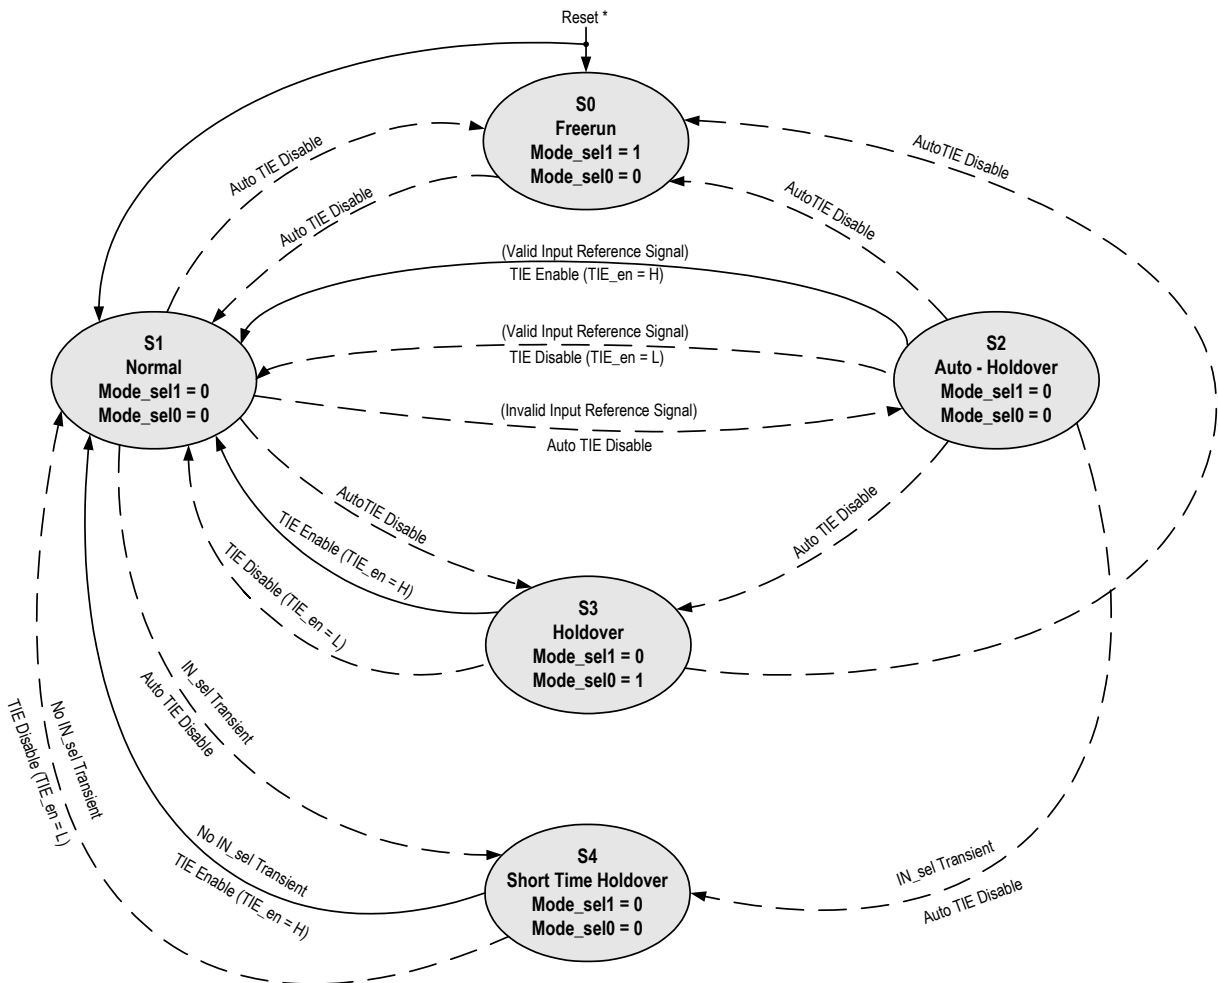 Reset *
S0
Freerun
Mode_sel1 = 1
Mode_sel0 = 0
Auto TIE Disable
Auto TIE Disable
AutoTIE Disable
AutoTIE Disable
(Valid Input Reference Signal)
TIE Enable (TIE_en = H)
(Valid Input Reference Signal)
TIE Disable (TIE_en = L)
(Invalid Input Reference Signal)
Auto TIE Disable
S1
Normal
Mode_sel1 = 0
Mode_sel0 = 0
S2
Auto - Holdover
Mode_sel1 = 0
Mode_sel0 = 0
AutoTIE Disable
TIE Enable (TIE_en = H)
TIE Disable (TIE_en = L)
Auto TIE Disable
S3
Holdover
Mode_sel1 = 0
Mode_sel0 = 1
IN_sel Transient
Auto TIE Disable
No IN_sel Transient
TIE Disable (TIE_en = L)
No IN_sel Transient
TIE Enable (TIE_en = H)
S4
Short Time Holdover
Mode_sel1 = 0
Mode_sel0 = 0
IN_sel Transient
Auto TIE Disable